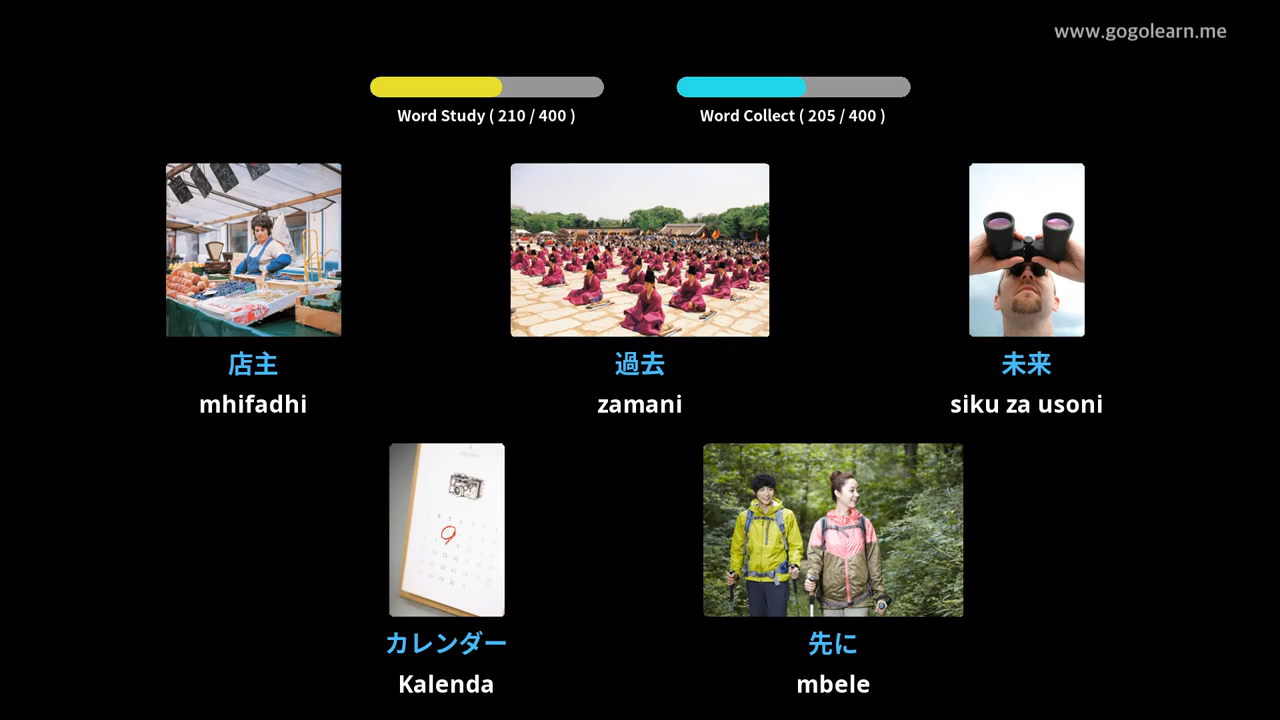 www.gogolearn.me
Word Study ( 210 / 400 )
Word Collect ( 205 / 400 )
店主
mhifadhi
過去
zamani
未来
siku za usoni
カレンダー
Kalenda
先に
mbele